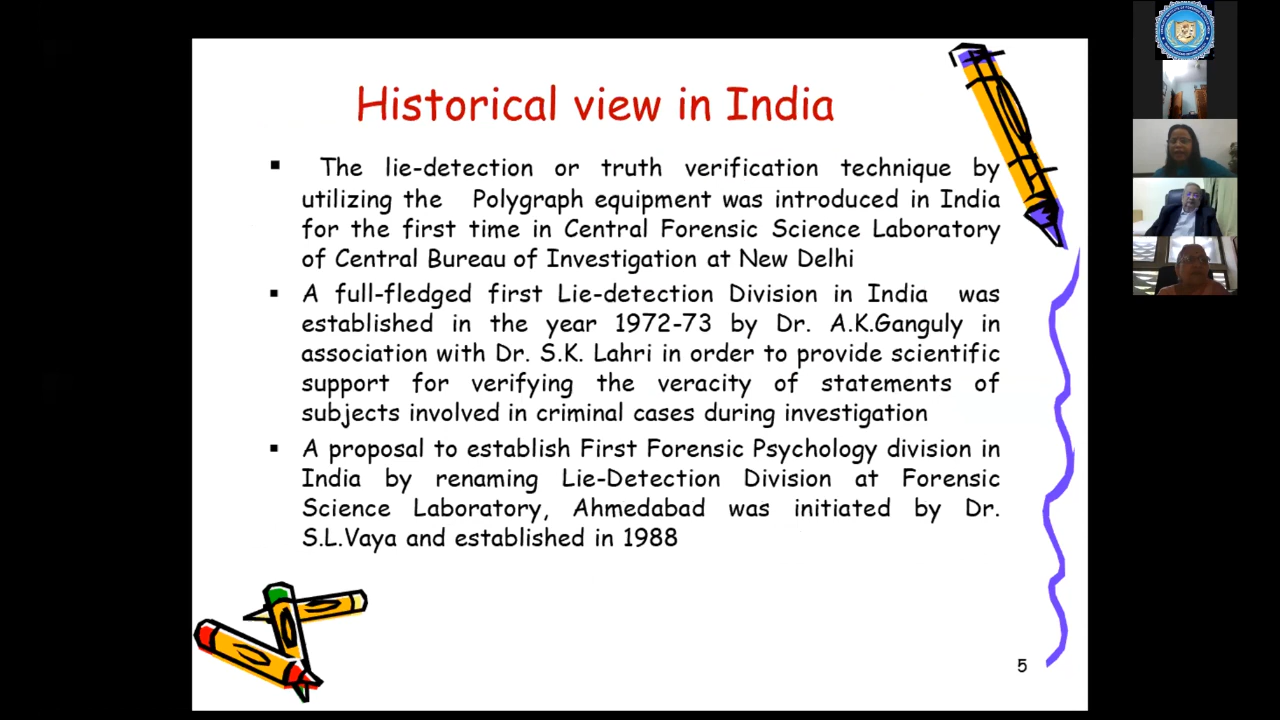 Historical view in India
▪ The lie-detection or truth verification technique by
utilizing the Polygraph equipment was introduced in India
for the first time in Central Forensic Science Laboratory
of Central Bureau of Investigation at New Delhi
▪ A full-fledged first Lie-detection Division in India was
established in the year 1972-73 by Dr. A.K.Ganguly in
association with Dr. S.K. Lahri in order to provide scientific
support for verifying the veracity of statements of
subjects involved in criminal cases during investigation
▪ A proposal to establish First Forensic Psychology division in
India by renaming Lie-Detection Division at Forensic
Science Laboratory, Ahmedabad was initiated by Dr.
S.L.Vaya and established in 1988
5